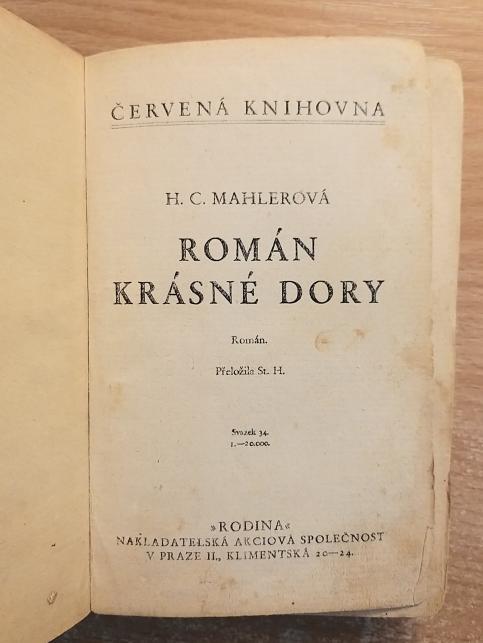 ČERVENÁ KNIHOVNA
H. C. MAHLEROVÁ
ROMÁN
KRÁSNÉ DORY
Román.
Přeložila St. H.
Svazek 34.
1.—20.000.
»RODINA«
NAKLADATELSKÁ AKCIOVÁ SPOLEČNOST
V PRAZE II., KLIMENTSKÁ 20—24.